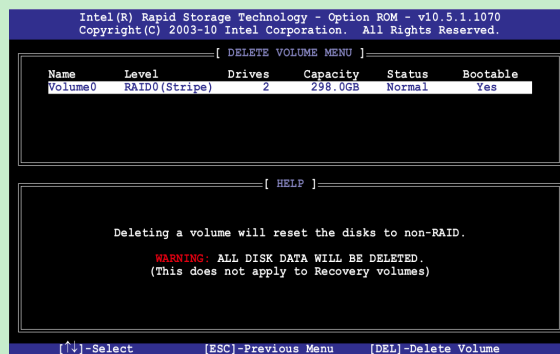 Intel(R) Rapid Storage Technology - Option ROM - v10.5.1.1070
Copyright(C) 2003-10 Intel Corporation. All Rights Reserved.
[ DELETE VOLUME MENU ]
Name Level Drives Capacity Status Bootable
Volume0 RAID0(Stripe) 2 298.0GB Normal Yes
[ HELP ]
Deleting a volume will reset the disks to non-RAID.
WARNING: ALL DISK DATA WILL BE DELETED.
(This does not apply to Recovery volumes)
[↑↓]-Select [ESC]-Previous Menu [DEL]-Delete Volume